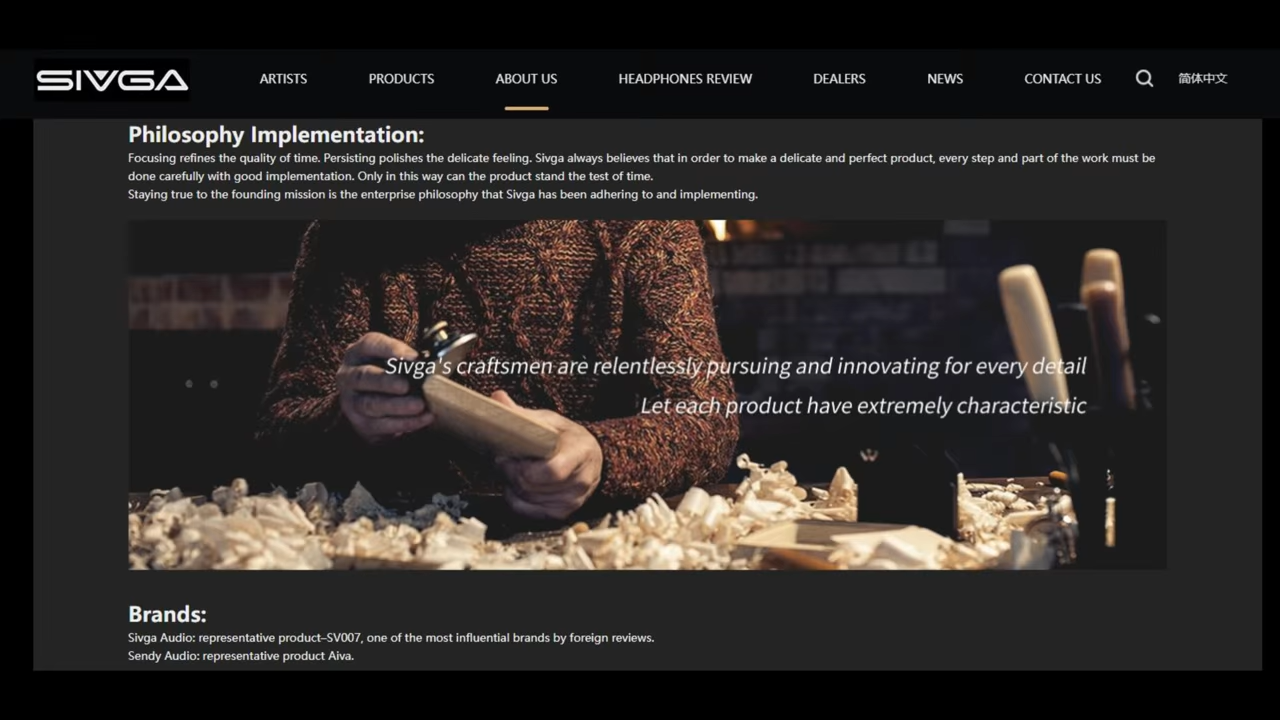 SIVGA
ARTISTS
PRODUCTS
ABOUT US
HEADPHONES REVIEW
DEALERS
NEWS
CONTACT US
简体中文
Philosophy Implementation:
Focusing refines the quality of time. Persisting polishes the delicate feeling. Sivga always believes that in order to make a delicate and perfect product, every step and part of the work must be
done carefully with good implementation. Only in this way can the product stand the test of time.
Staying true to the founding mission is the enterprise philosophy that Sivga has been adhering to and implementing.
Sivga's craftsmen are relentlessly pursuing and innovating for every detail
Let each product have extremely characteristic
Brands:
Sivga Audio: representative product–SV007, one of the most influential brands by foreign reviews.
Sendy Audio: representative product Aiva.